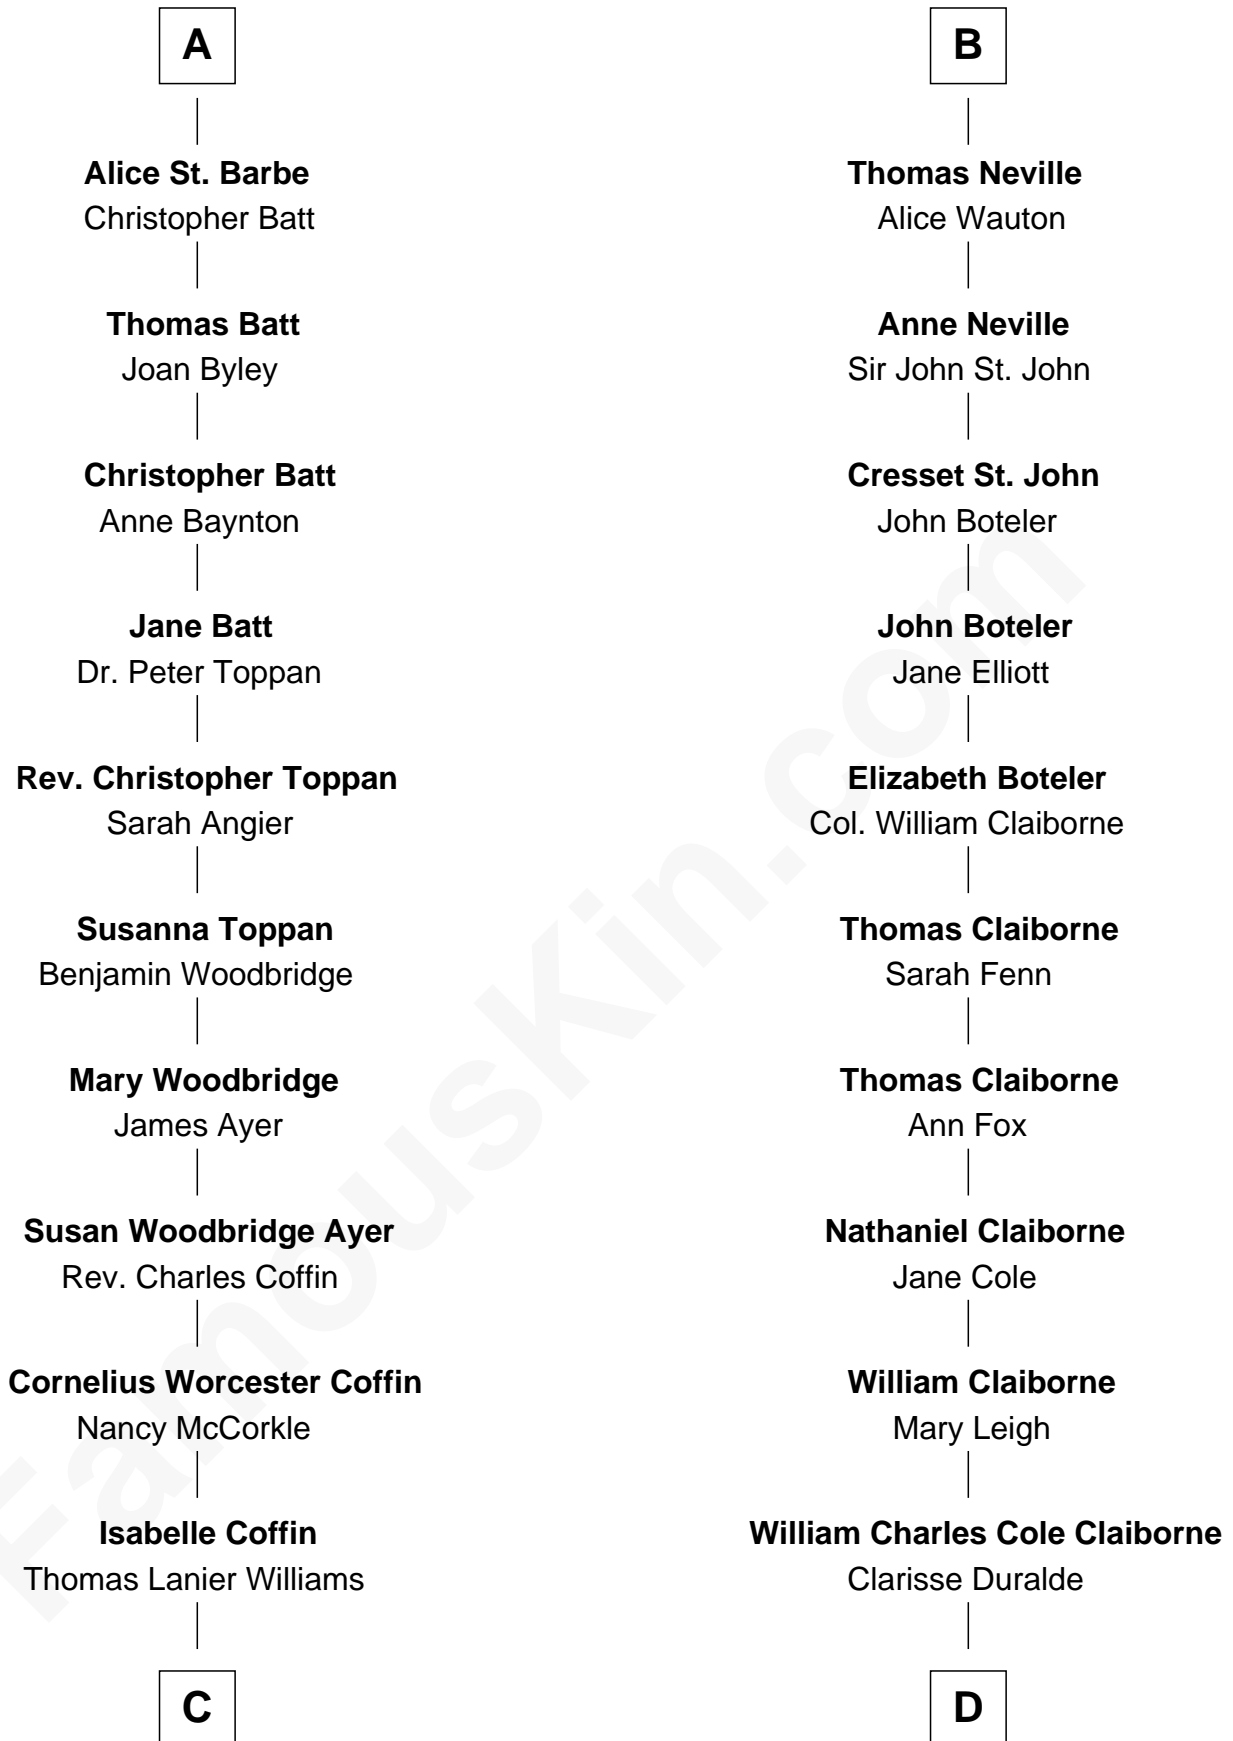 A
Alice St. Barbe
Christopher Batt
Thomas Batt
Joan Byley
Christopher Batt
Anne Baynton
Jane Batt
Dr. Peter Toppan
Rev. Christopher Toppan
Sarah Angier
Susanna Toppan
Benjamin Woodbridge
Mary Woodbridge
James Ayer
Susan Woodbridge Ayer
Rev. Charles Coffin
Cornelius Worcester Coffin
Nancy McCorkle
Isabelle Coffin
Thomas Lanier Williams
C
B
Thomas Neville
Alice Wauton
Anne Neville
Sir John St. John
Cresset St. John
John Boteler
John Boteler
Jane Elliott
Elizabeth Boteler
Col. William Claiborne
Thomas Claiborne
Sarah Fenn
Thomas Claiborne
Ann Fox
Nathaniel Claiborne
Jane Cole
William Claiborne
Mary Leigh
William Charles Cole Claiborne
Clarisse Duralde
D
FamousKin.com